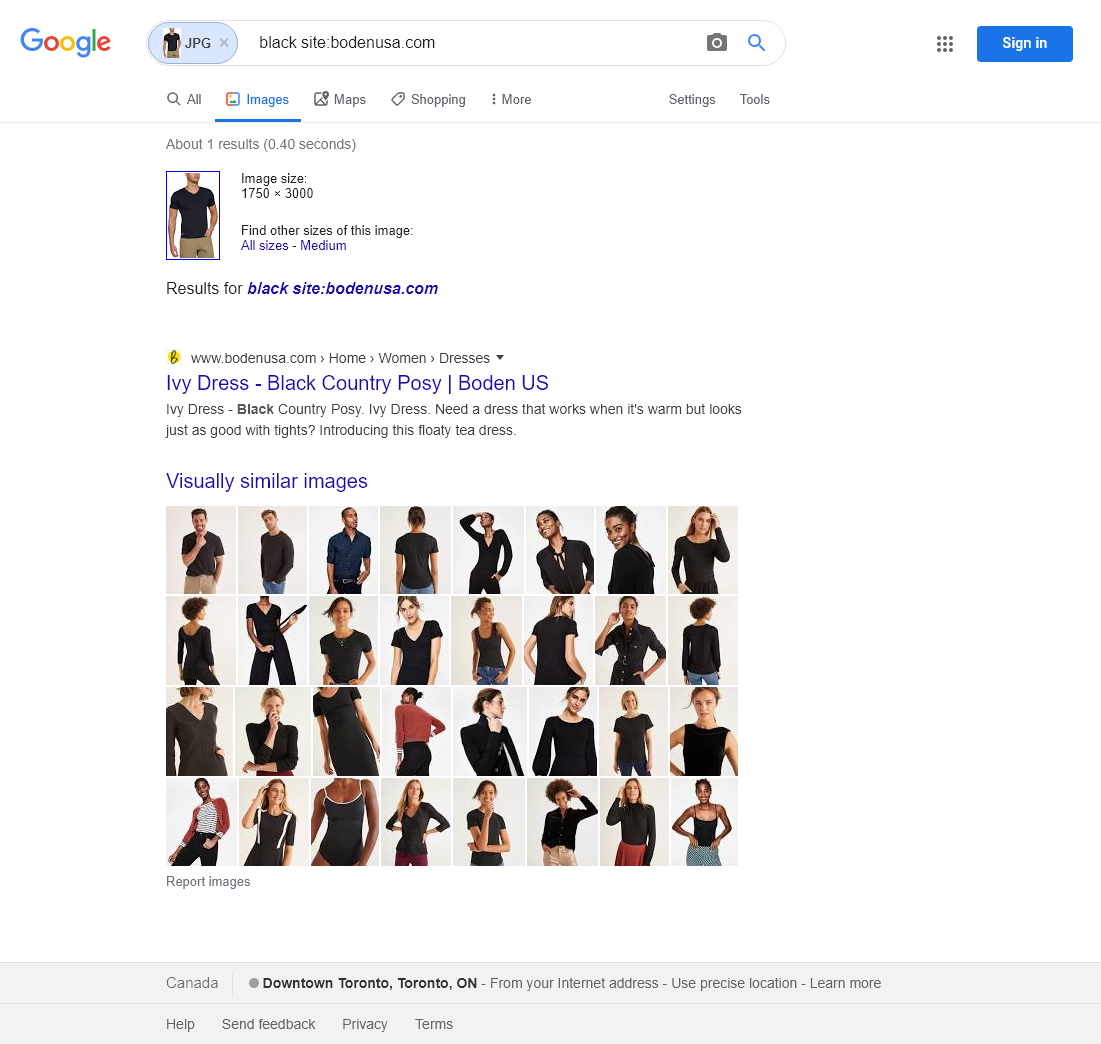 Google
JPG × black site:bodenusa.com
Sign in
All Images Maps Shopping More
Settings Tools
About 1 results (0.40 seconds)
Image size:
1750 × 3000
Find other sizes of this image:
All sizes - Medium
Results for black site:bodenusa.com
www.bodenusa.com › Home › Women › Dresses
Ivy Dress - Black Country Posy | Boden US
Ivy Dress - Black Country Posy. Ivy Dress. Need a dress that works when it's warm but looks
just as good with tights? Introducing this floaty tea dress.
Visually similar images
Report images
Canada
Downtown Toronto, Toronto, ON - From your Internet address - Use precise location - Learn more
Help Send feedback Privacy Terms